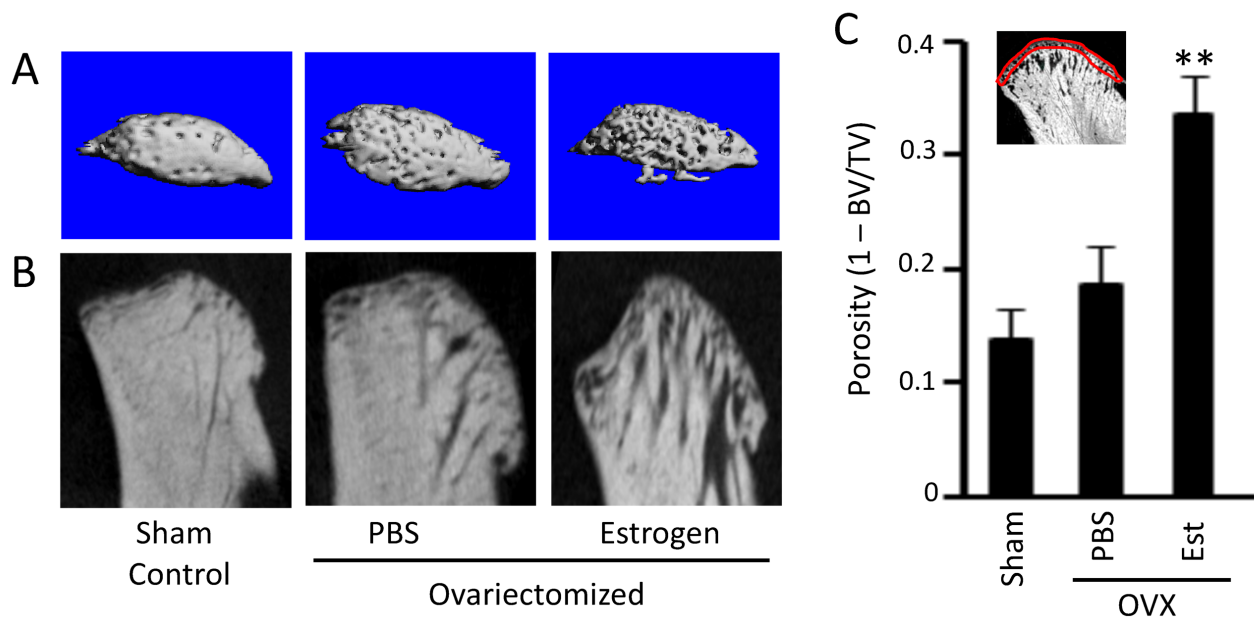 A
B
Sham
Control
PBS
Estrogen
Ovariectomized
C
0.4
0.3
0.2
0.1
0
Porosity (1 – BV/TV)
**
Sham
PBS
Est
OVX